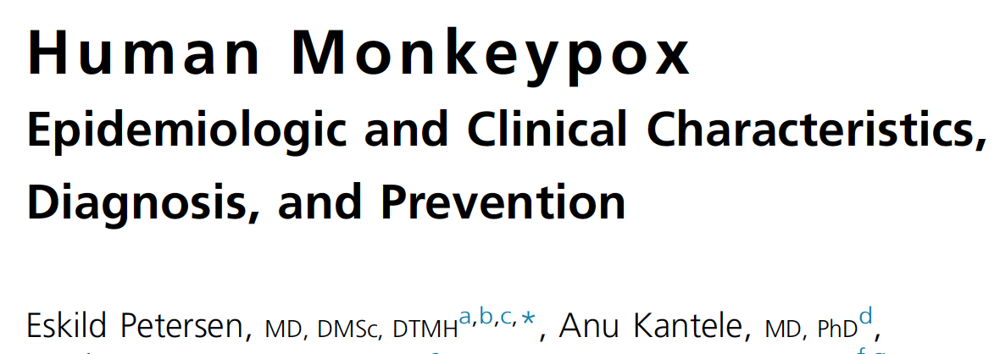 Human Monkeypox
Epidemiologic and Clinical Characteristics,
Diagnosis, and Prevention
Eskild Petersen, MD, DMSc, DTMHa,b,c,*, Anu Kantele, MD, PhDd,